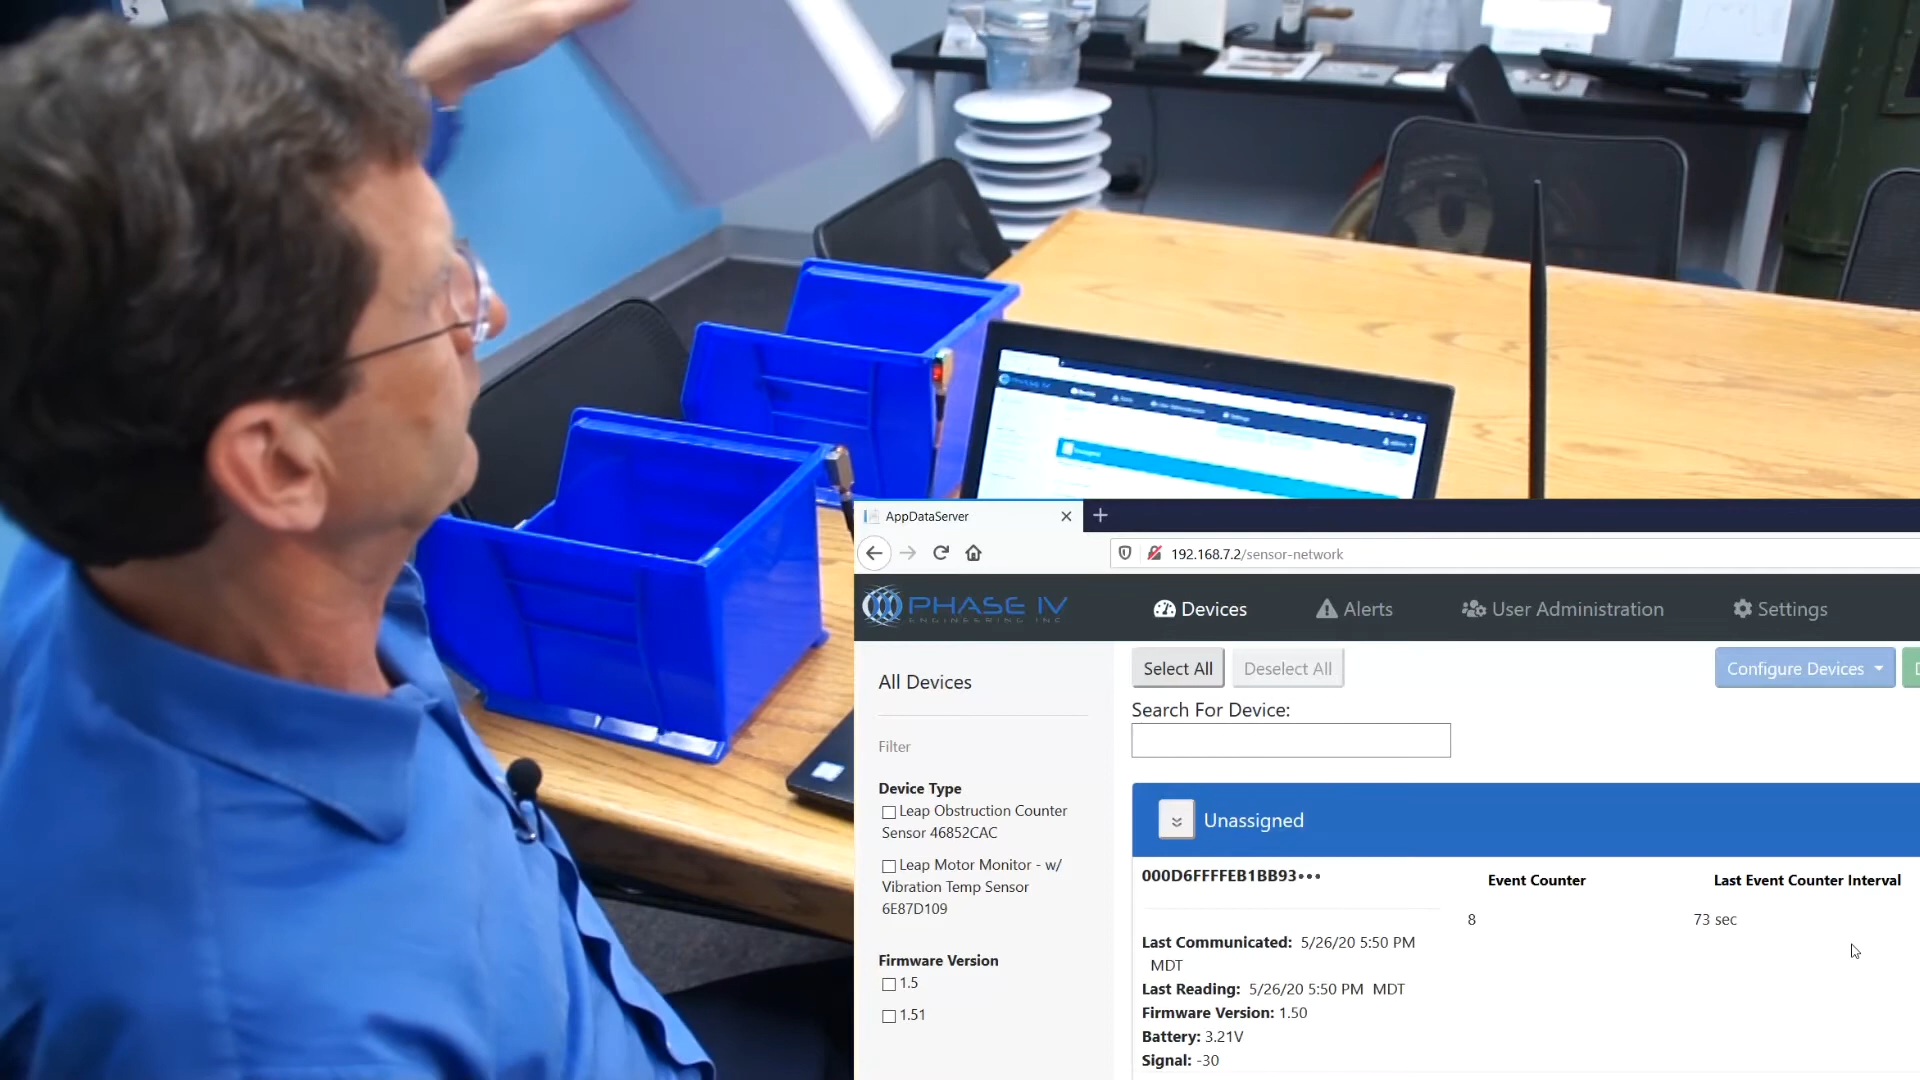 AppDataServer
192.168.7.2/sensor-network
PHASE IV
ENGINEERING INC
Devices
Alerts
User Administration
Settings
Select All
Deselect All
Configure Devices
All Devices
Search For Device:
Filter
Device Type
Leap Obstruction Counter
Sensor 46852CAC
Leap Motor Monitor - w/
Vibration Temp Sensor
6E87D109
Firmware Version
1.5
1.51
Unassigned
000D6FFFFEB1BB93•••
Event Counter
Last Event Counter Interval
8
73 sec
Last Communicated: 5/26/20 5:50 PM
MDT
Last Reading: 5/26/20 5:50 PM MDT
Firmware Version: 1.50
Battery: 3.21V
Signal: -30